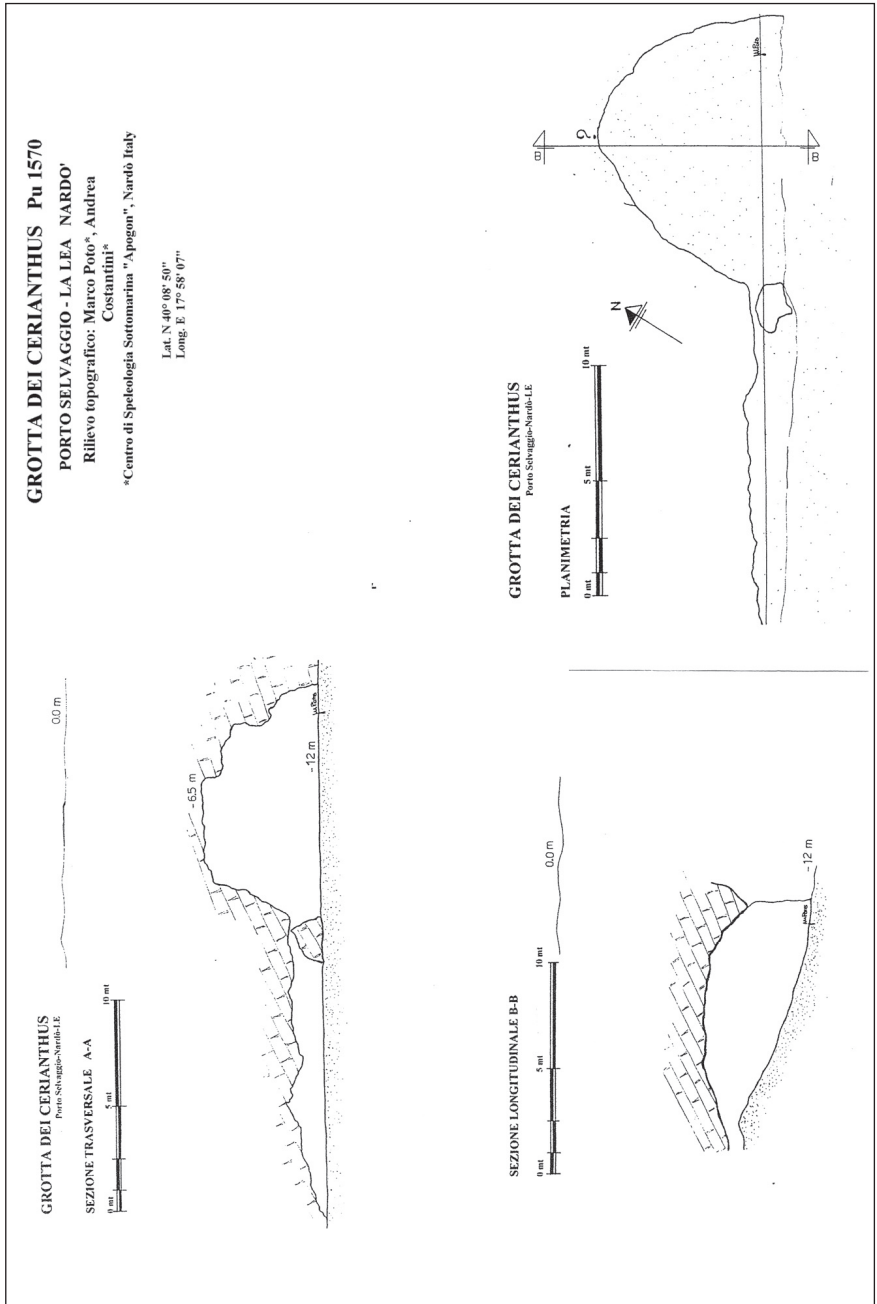 GROTTA DEI CERIANTHUS Pu 1570
PORTO SELVAGGIO - LA LEA NARDO'
Rilievo topografico: Marco Poto*, Andrea
Costantini*
*Centro di Speleologia Sottomarina "Apogon", Nardò Italy
Lat. N 40° 08' 50"
Long. E 17° 58' 07"
GROTTA DEI CERIANTHUS
Porto Selvaggio-Nardò-LE
SEZIONE TRASVERSALE A-A
0 mt 5 mt 10 mt
0.0 m
- 6.5 m
- 12 m
GROTTA DEI CERIANTHUS
Porto Selvaggio-Nardò-LE
PLANIMETRIA
0 mt 5 mt 10 mt
N
B
?
B
SEZIONE LONGITUDINALE B-B
0 mt 5 mt 10 mt
0.0 m
- 12 m